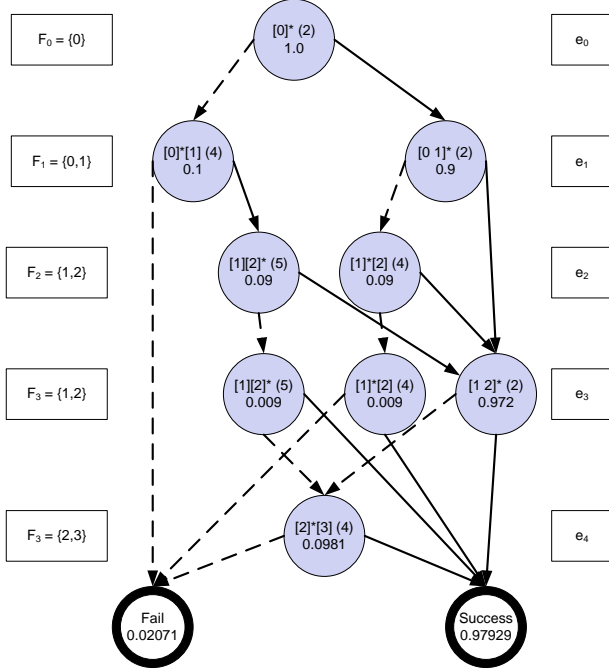 F0 = {0}
[0]* (2)
1.0
e0
F1 = {0,1}
[0]*[1] (4)
0.1
[0 1]* (2)
0.9
e1
F2 = {1,2}
[1][2]* (5)
0.09
[1]*[2] (4)
0.09
e2
F3 = {1,2}
[1][2]* (5)
0.009
[1]*[2] (4)
0.009
[1 2]* (2)
0.972
e3
F3 = {2,3}
[2]*[3] (4)
0.0981
e4
Fail
0.02071
Success
0.97929